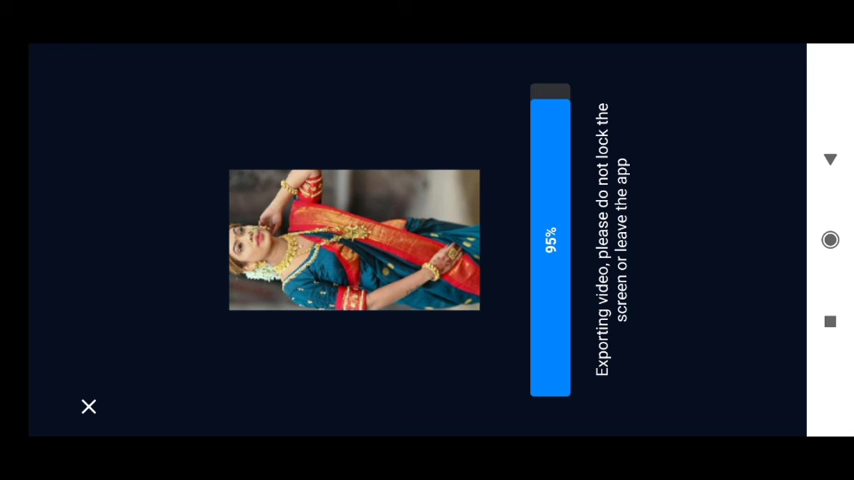 95%
Exporting video, please do not lock the
screen or leave the app